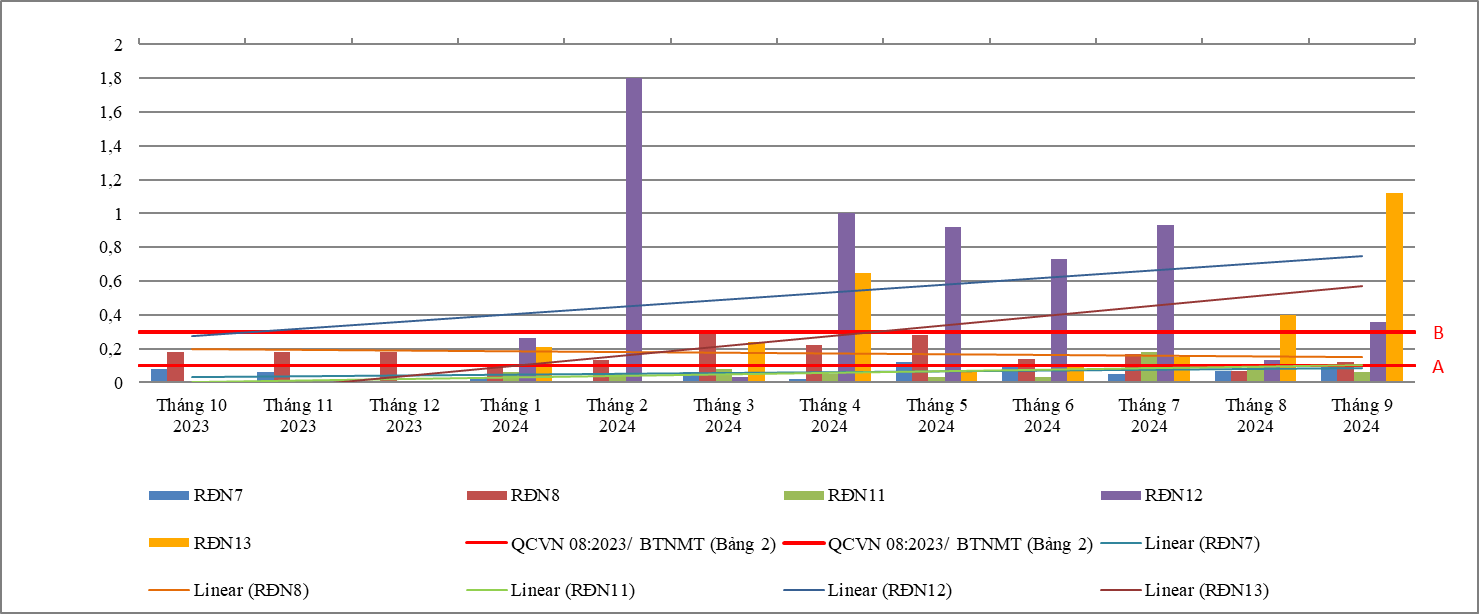 2
1,8
1,6
1,4
1,2
1
0,8
0,6
0,4
0,2
0
B
A
Tháng 10 2023
Tháng 11 2023
Tháng 12 2023
Tháng 1 2024
Tháng 2 2024
Tháng 3 2024
Tháng 4 2024
Tháng 5 2024
Tháng 6 2024
Tháng 7 2024
Tháng 8 2024
Tháng 9 2024
RĐN7
RĐN8
RĐN11
RĐN12
RĐN13
QCVN 08:2023/ BTNMT (Bảng 2)
QCVN 08:2023/ BTNMT (Bảng 2)
Linear (RĐN7)
Linear (RĐN8)
Linear (RĐN11)
Linear (RĐN12)
Linear (RĐN13)